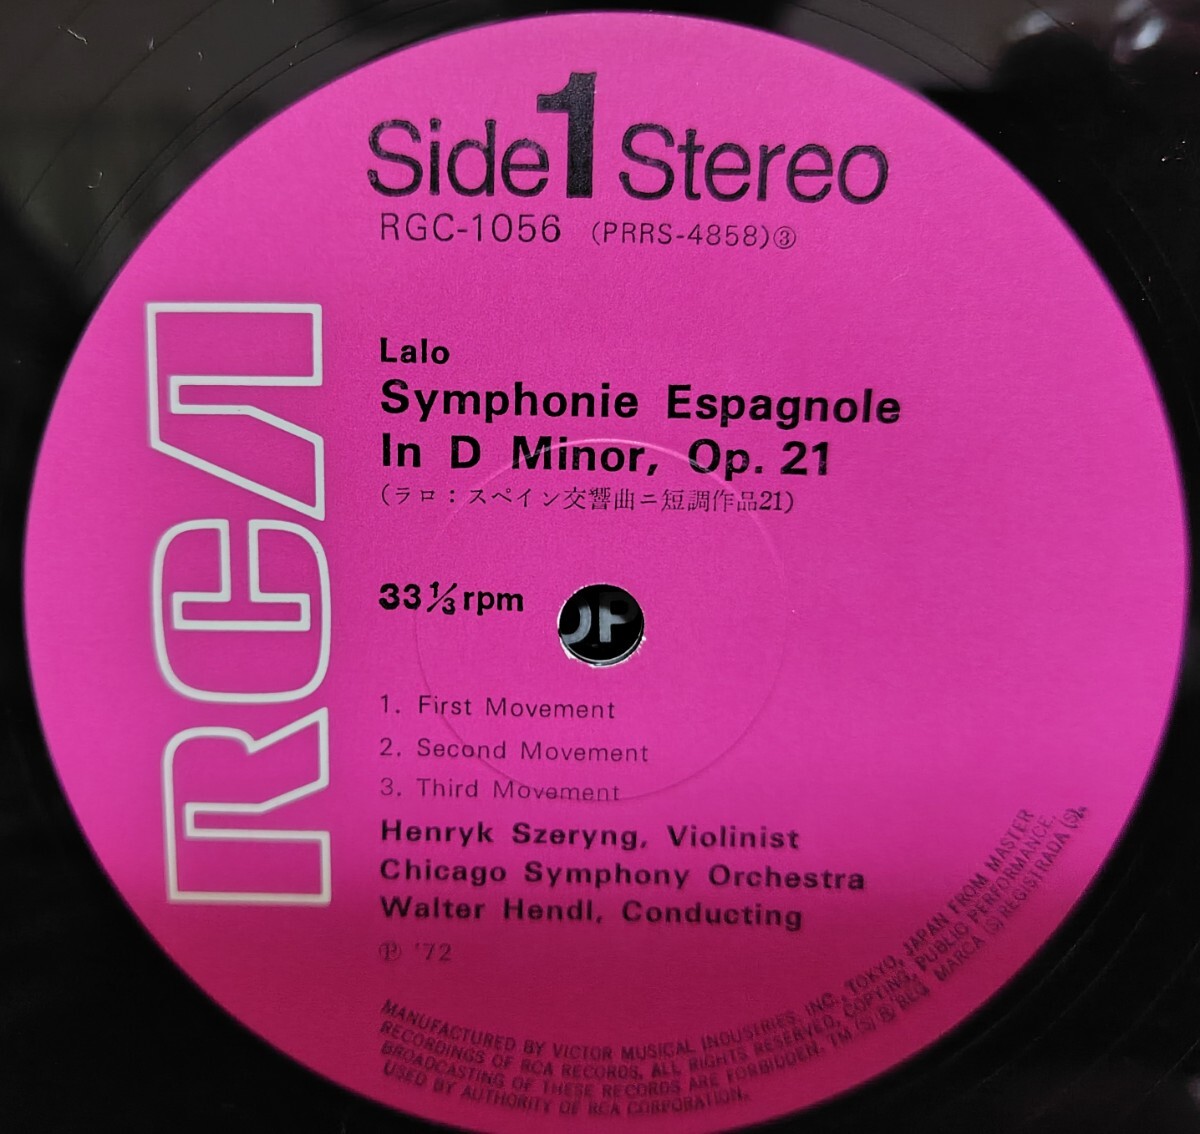 Side 1 Stereo
RGC-1056 (PRRS-4858)③
RCA
Lalo
Symphonie Espagnole
In D Minor, Op. 21
(ラロ：スペイン交響曲ニ短調作品21)
33 1/3 rpm
OP
1. First Movement
2. Second Movement
3. Third Movement
Henryk Szeryng, Violinist
Chicago Symphony Orchestra
Walter Hendl, Conducting
Ⓟ '72
MANUFACTURED BY VICTOR MUSICAL INDUSTRIES, INC., TOKYO, JAPAN FROM MASTER
RECORDINGS OF RCA RECORDS. ALL RIGHTS RESERVED. COPYING, PUBLIC PERFORMANCE,
BROADCASTING OF THESE RECORDS ARE FORBIDDEN. TM (S) ® REG MARCA (S) REGISTRADA (S).
USED BY AUTHORITY OF RCA CORPORATION.